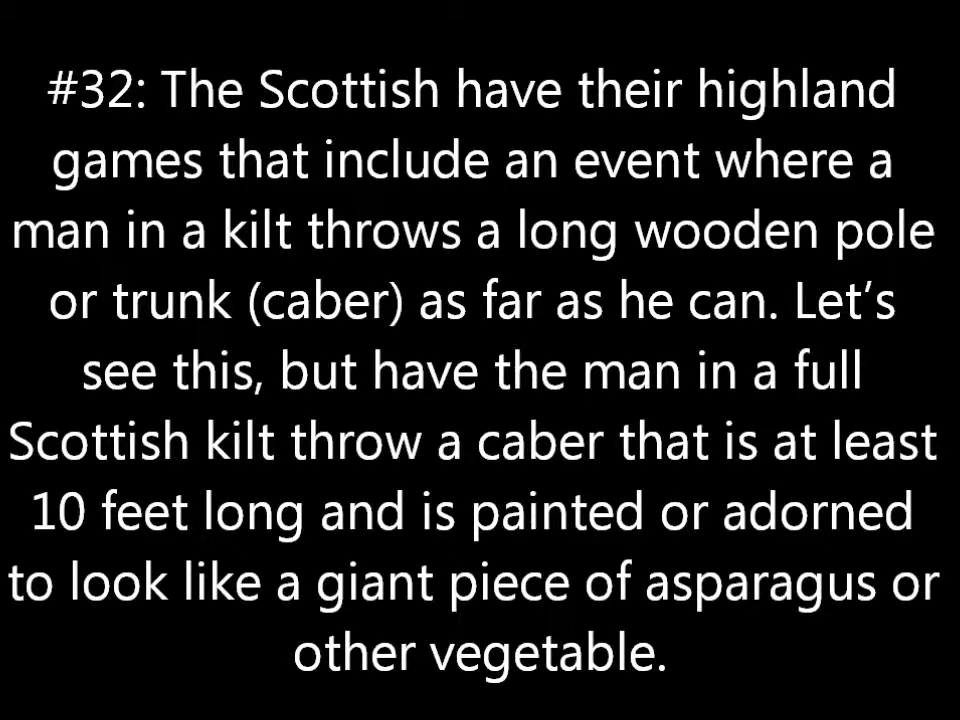 #32: The Scottish have their highland
games that include an event where a
man in a kilt throws a long wooden pole
or trunk (caber) as far as he can. Let’s
see this, but have the man in a full
Scottish kilt throw a caber that is at least
10 feet long and is painted or adorned
to look like a giant piece of asparagus or
other vegetable.